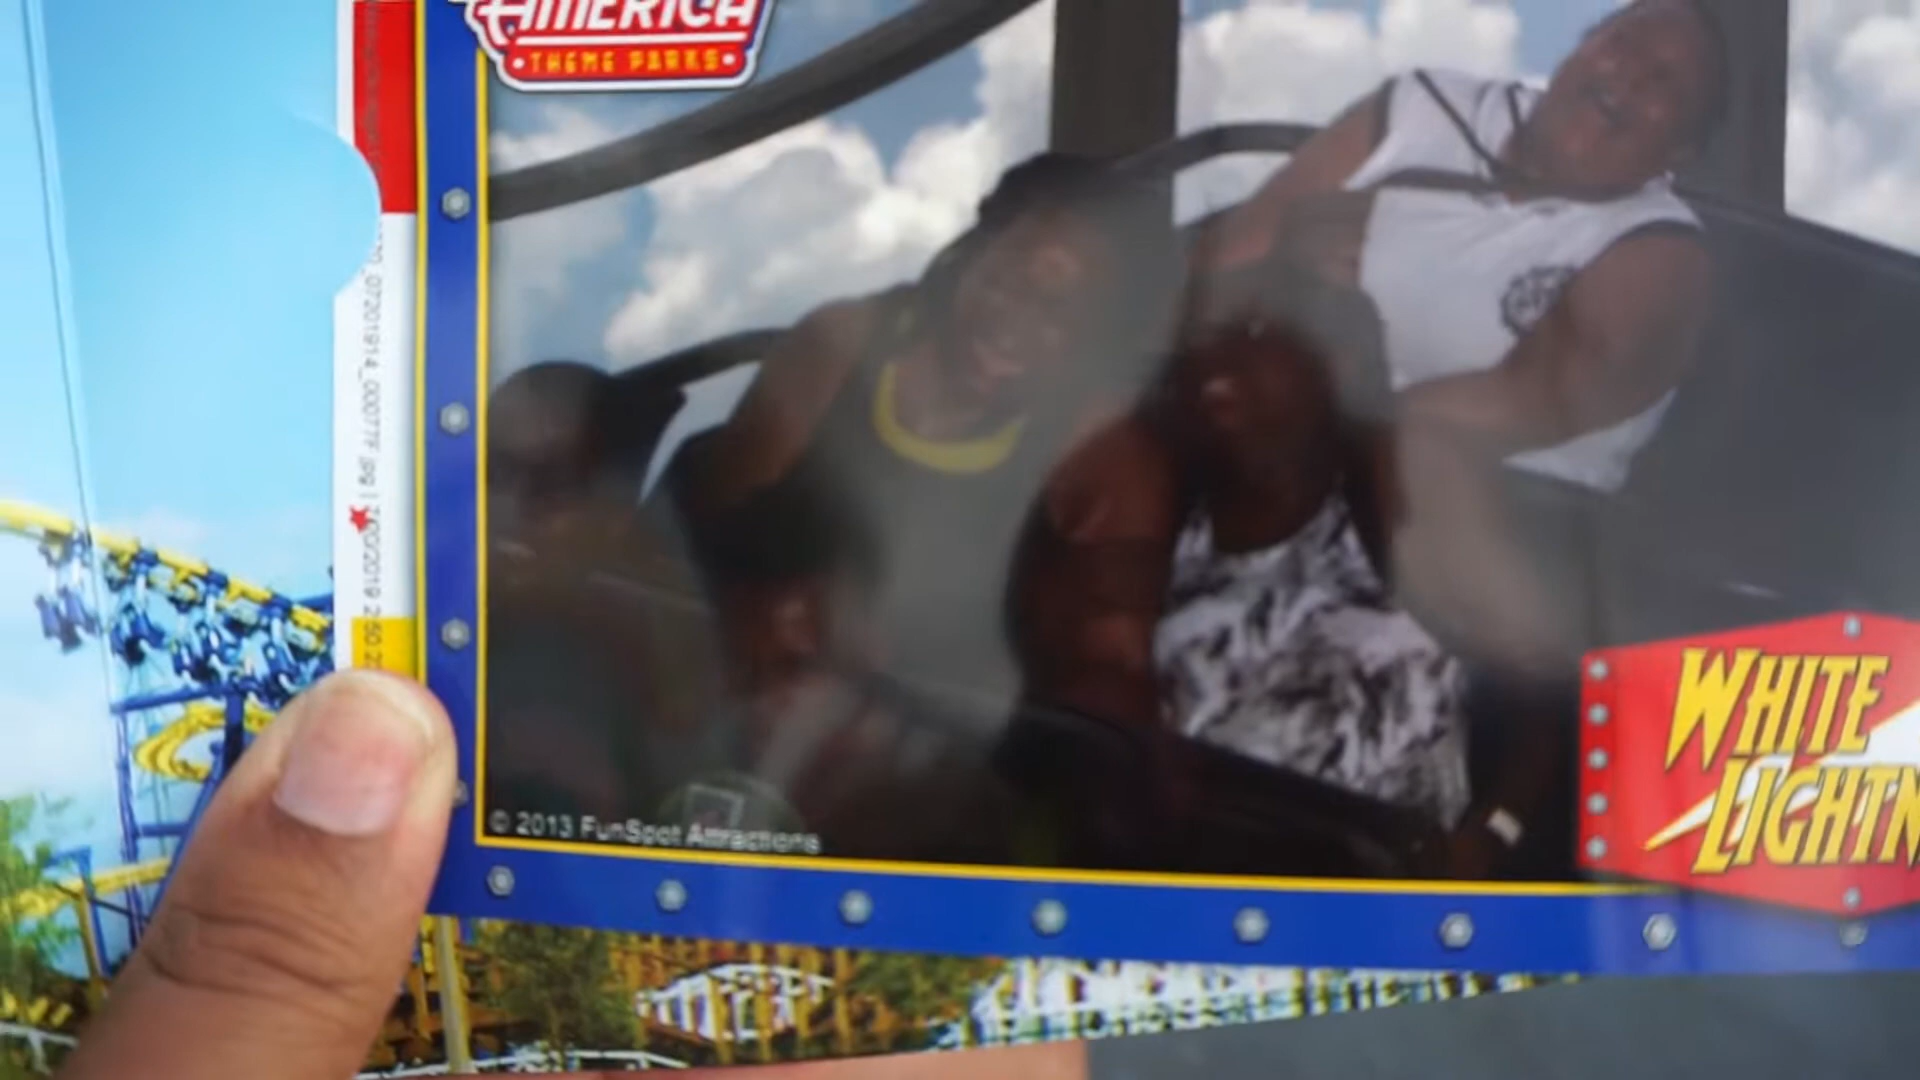 AMERICA
THEME PARKS
© 2013 FunSpot Attractions
WHITE
LIGHTN